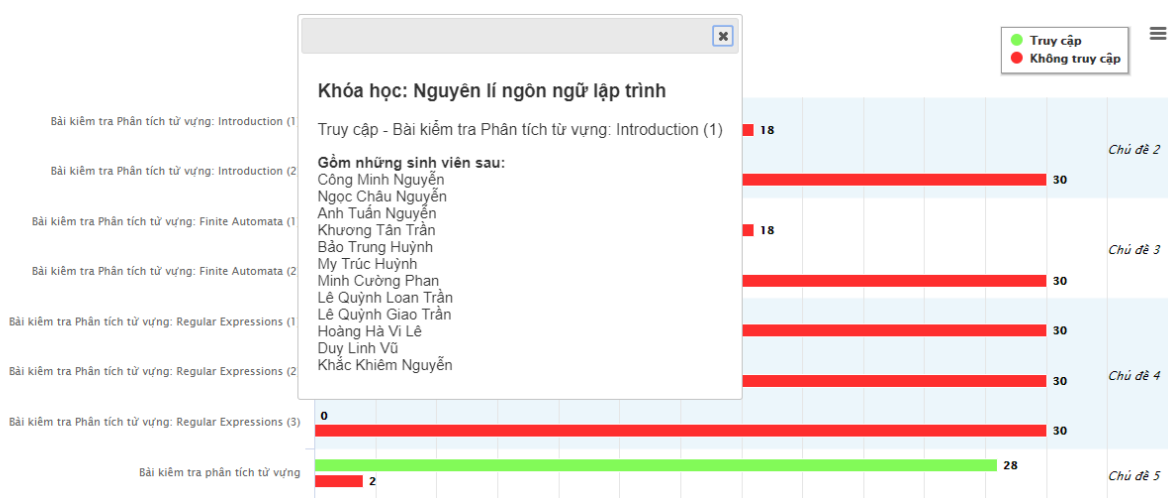 Truy cập
Không truy cập
Khóa học: Nguyên lí ngôn ngữ lập trình
Truy cập - Bài kiểm tra Phân tích từ vựng: Introduction (1)
Gồm những sinh viên sau:
Công Minh Nguyễn
Ngọc Châu Nguyễn
Anh Tuấn Nguyễn
Khương Tân Trần
Bảo Trung Huỳnh
My Trúc Huỳnh
Minh Cường Phan
Lê Quỳnh Loan Trần
Lê Quỳnh Giao Trần
Hoàng Hà Vi Lê
Duy Linh Vũ
Khắc Khiêm Nguyễn
Bài kiểm tra Phân tích từ vựng: Introduction (1
18
Chủ đề 2
Bài kiểm tra Phân tích từ vựng: Introduction (2
30
Bài kiểm tra Phân tích từ vựng: Finite Automata (1
18
Chủ đề 3
Bài kiểm tra Phân tích từ vựng: Finite Automata (2
30
Bài kiểm tra Phân tích từ vựng: Regular Expressions (1
30
Bài kiểm tra Phân tích từ vựng: Regular Expressions (2
30
Chủ đề 4
Bài kiểm tra Phân tích từ vựng: Regular Expressions (3)
0
30
Bài kiểm tra phân tích từ vựng
28
2
Chủ đề 5